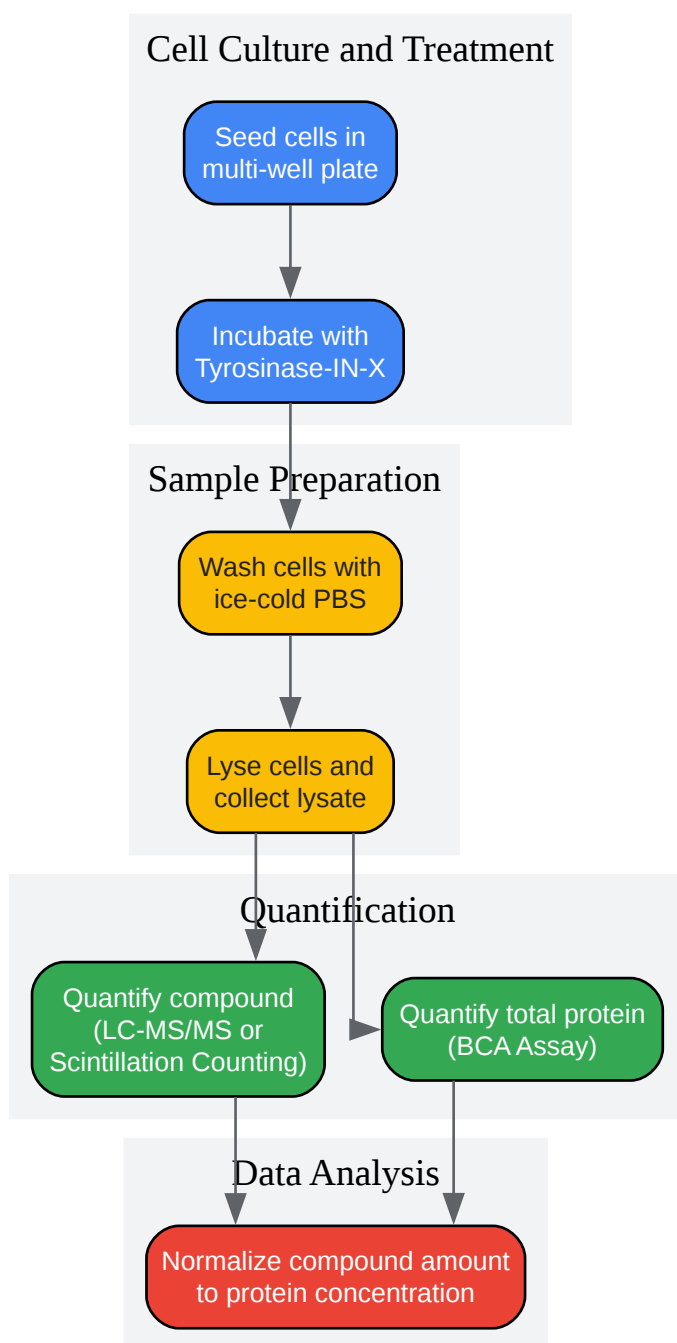 Cell Culture and Treatment
Seed cells in
multi-well plate
Incubate with
Tyrosinase-IN-X
Sample Preparation
Wash cells with
ice-cold PBS
Lyse cells and
collect lysate
Quantification
Quantify compound
(LC-MS/MS or
Scintillation Counting)
Quantify total protein
(BCA Assay)
Data Analysis
Normalize compound amount
to protein concentration